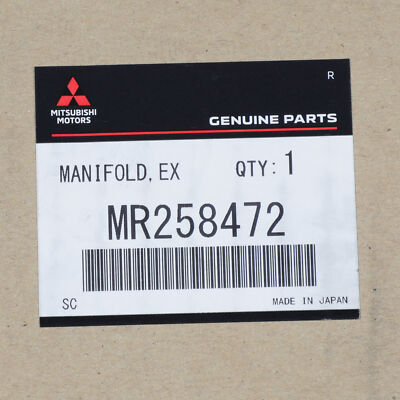 R
MITSUBISHI
MOTORS
GENUINE PARTS
MANIFOLD, EX QTY: 1
MR258472
SC MADE IN JAPAN